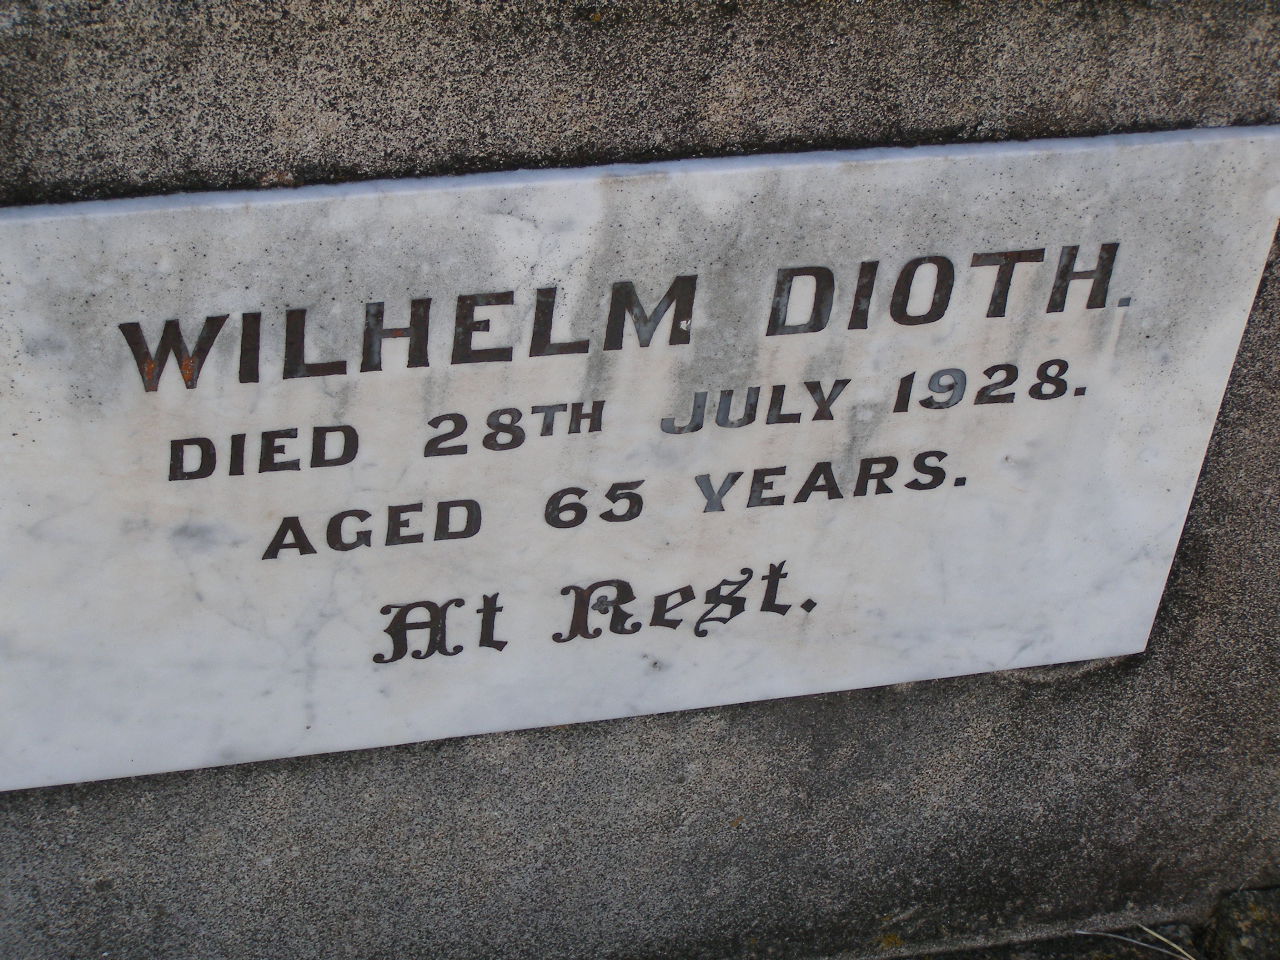 WILHELM DIOTH.
DIED 28TH JULY 1928.
AGED 65 YEARS.
At Rest.